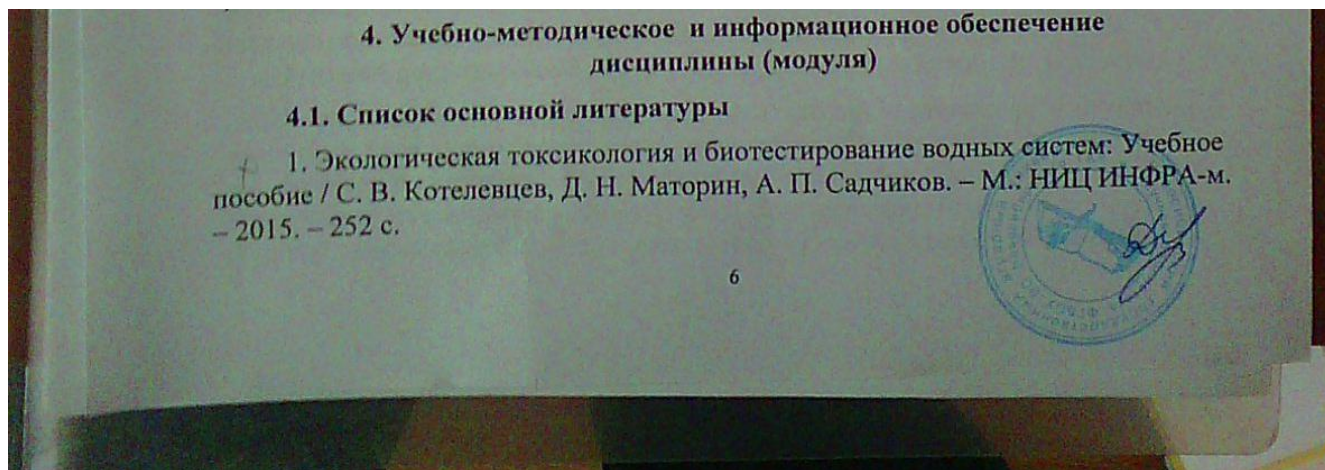 4. Учебно-методическое и информационное обеспечение
дисциплины (модуля)
4.1. Список основной литературы
1. Экологическая токсикология и биотестирование водных систем: Учебное
пособие / С. В. Котелевцев, Д. Н. Маторин, А. П. Садчиков. – М.: НИЦ ИНФРА-м.
– 2015. – 252 с.
6